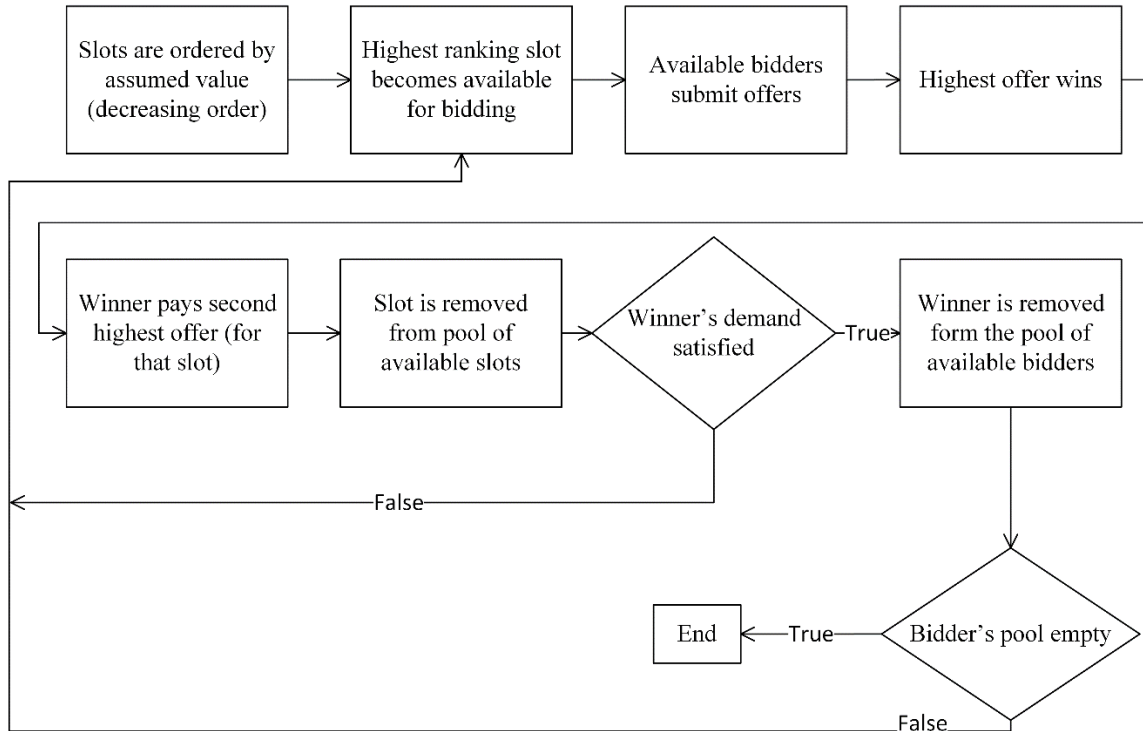 Slots are ordered by
assumed value
(decreasing order)
Highest ranking slot
becomes available
for bidding
Available bidders
submit offers
Highest offer wins
Winner pays second
highest offer (for
that slot)
Slot is removed
from pool of
available slots
Winner’s demand
satisfied
True
Winner is removed
form the pool of
available bidders
False
End
True
Bidder’s pool empty
False